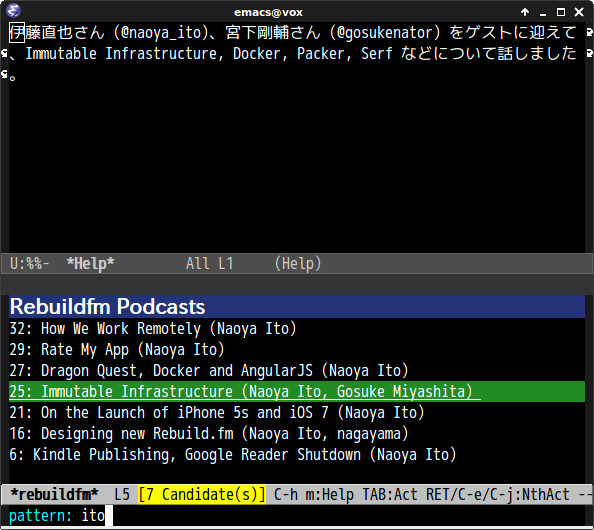 emacs@vox
伊藤直也さん (@naoya_ito)、宮下剛輔さん (@gosukenator) をゲストに迎えて
、Immutable Infrastructure, Docker, Packer, Serf などについて話しました
。
U:%%-  *Help*        All L1     (Help)
Rebuildfm Podcasts
32: How We Work Remotely (Naoya Ito)
29: Rate My App (Naoya Ito)
27: Dragon Quest, Docker and AngularJS (Naoya Ito)
25: Immutable Infrastructure (Naoya Ito, Gosuke Miyashita)
21: On the Launch of iPhone 5s and iOS 7 (Naoya Ito)
16: Designing new Rebuild.fm (Naoya Ito, nagayama)
6: Kindle Publishing, Google Reader Shutdown (Naoya Ito)
*rebuildfm*  L5 [7 Candidate(s)] C-h m:Help TAB:Act RET/C-e/C-j:NthAct --
pattern: ito